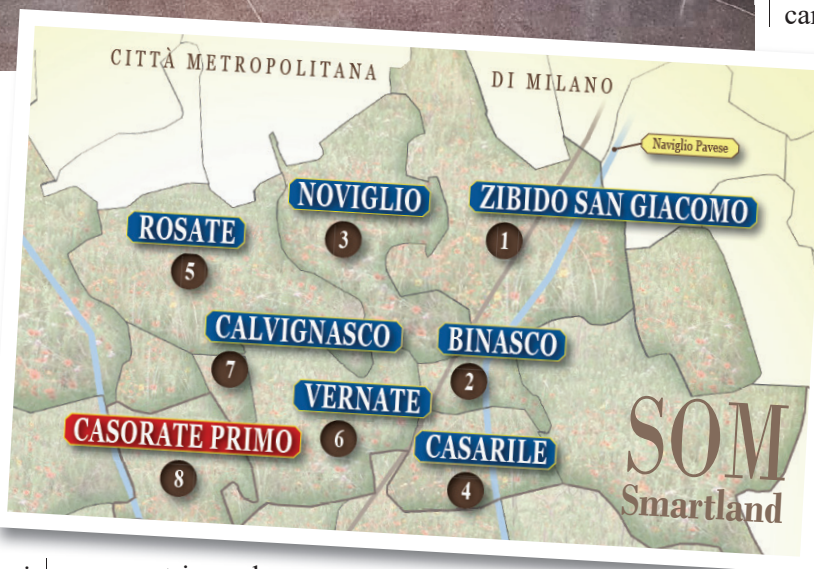 car
CITTÀ METROPOLITANA DI MILANO
Naviglio Pavese
NOVIGLIO
3
ZIBIDO SAN GIACOMO
1
ROSATE
5
CALVIGNASCO
7
BINASCO
2
VERNATE
6
CASORATE PRIMO
8
CASARILE
4
SOM
Smartland